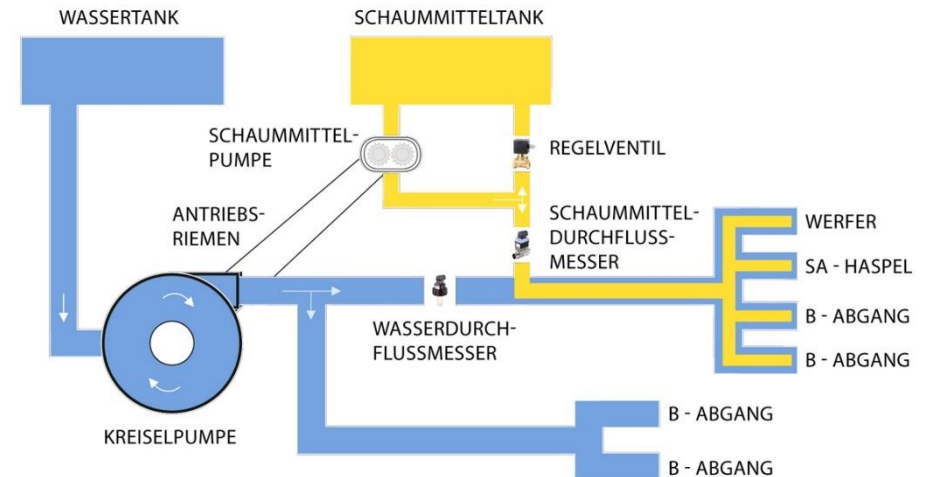 WASSERTANK
SCHAUMMITTELTANK
SCHAUMMITTEL-
PUMPE
REGELVENTIL
ANTRIEBS-
RIEMEN
SCHAUMMITTEL-
DURCHFLUSS-
MESSER
WERFER
SA - HASPEL
B - ABGANG
B - ABGANG
WASSERDURCH-
FLUSSMESSER
KREISELPUMPE
B - ABGANG
B - ABGANG